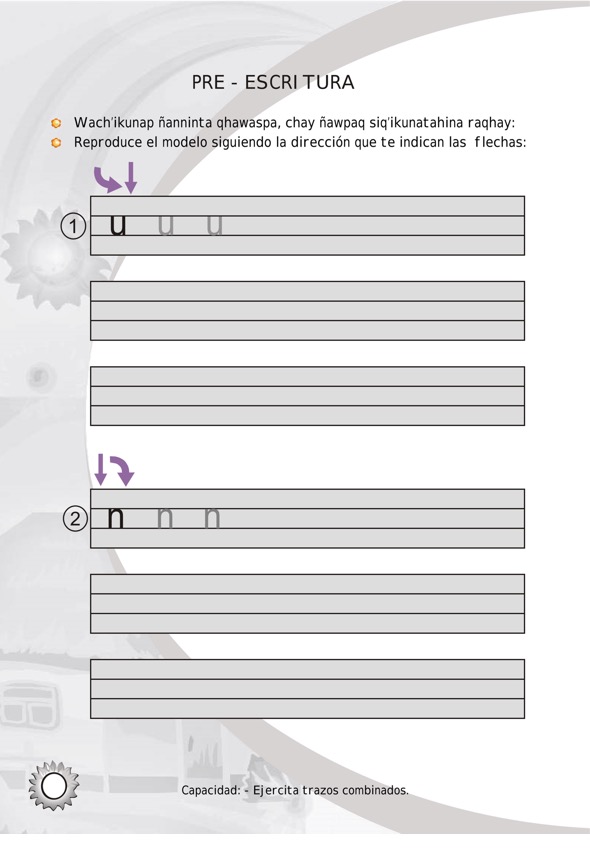 PRE - ESCRITURA
Wach'ikunap ñanninta qhawaspa, chay ñawpaq siq'ikunatahina raqhay:
Reproduce el modelo siguiendo la dirección que te indican las flechas:
1 u u u
2 n n n
Capacidad: - Ejercita trazos combinados.